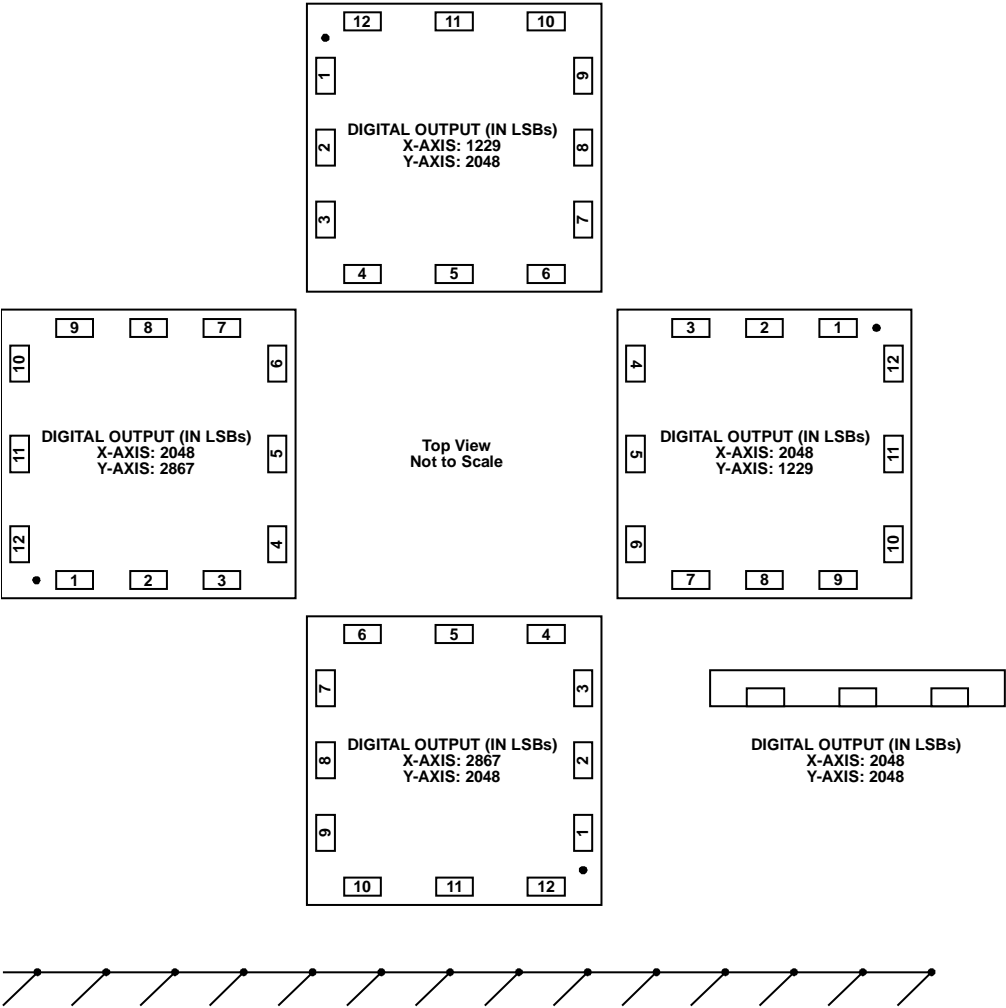 12 11 10
1
9
DIGITAL OUTPUT (IN LSBs)
X-AXIS: 1229
Y-AXIS: 2048
2
8
3
7
4 5 6
9 8 7
10
6
DIGITAL OUTPUT (IN LSBs)
X-AXIS: 2048
Y-AXIS: 2867
11
5
12
4
1 2 3
Top View
Not to Scale
3 2 1
4
12
DIGITAL OUTPUT (IN LSBs)
X-AXIS: 2048
Y-AXIS: 1229
5
11
6
10
7 8 9
6 5 4
7
3
DIGITAL OUTPUT (IN LSBs)
X-AXIS: 2867
Y-AXIS: 2048
8
2
9
1
10 11 12
DIGITAL OUTPUT (IN LSBs)
X-AXIS: 2048
Y-AXIS: 2048